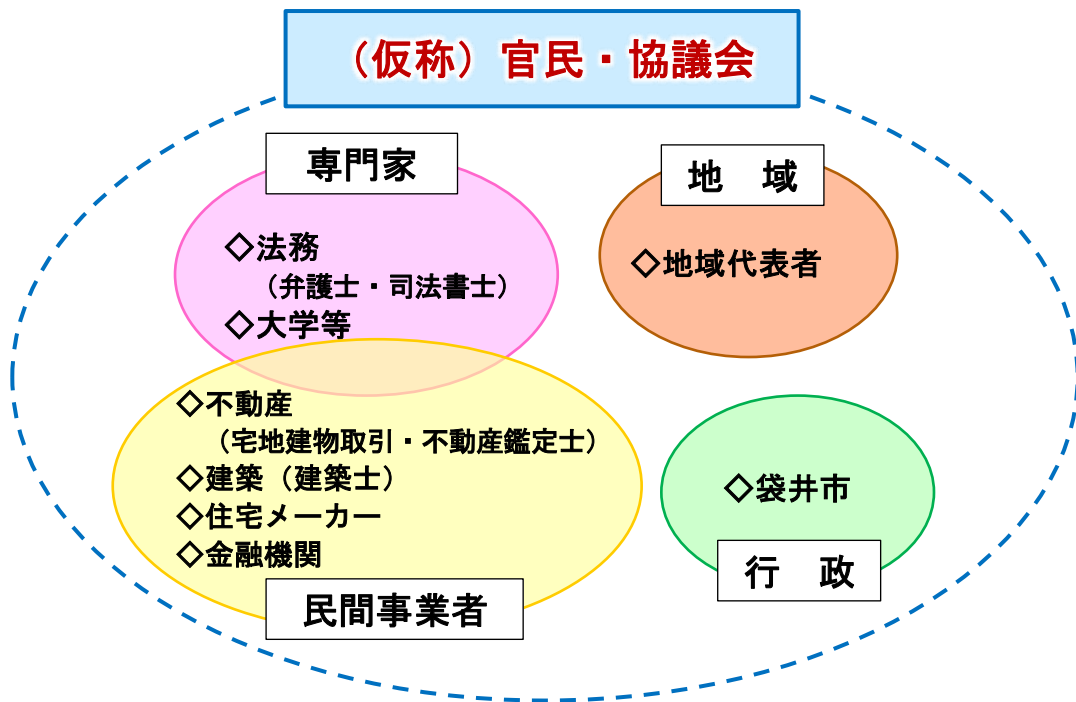 （仮称）官民・協議会
専門家
◇法務
（弁護士・司法書士）
◇大学等
地　域
◇地域代表者
◇不動産
（宅地建物取引・不動産鑑定士）
◇建築（建築士）
◇住宅メーカー
◇金融機関
民間事業者
◇袋井市
行　政